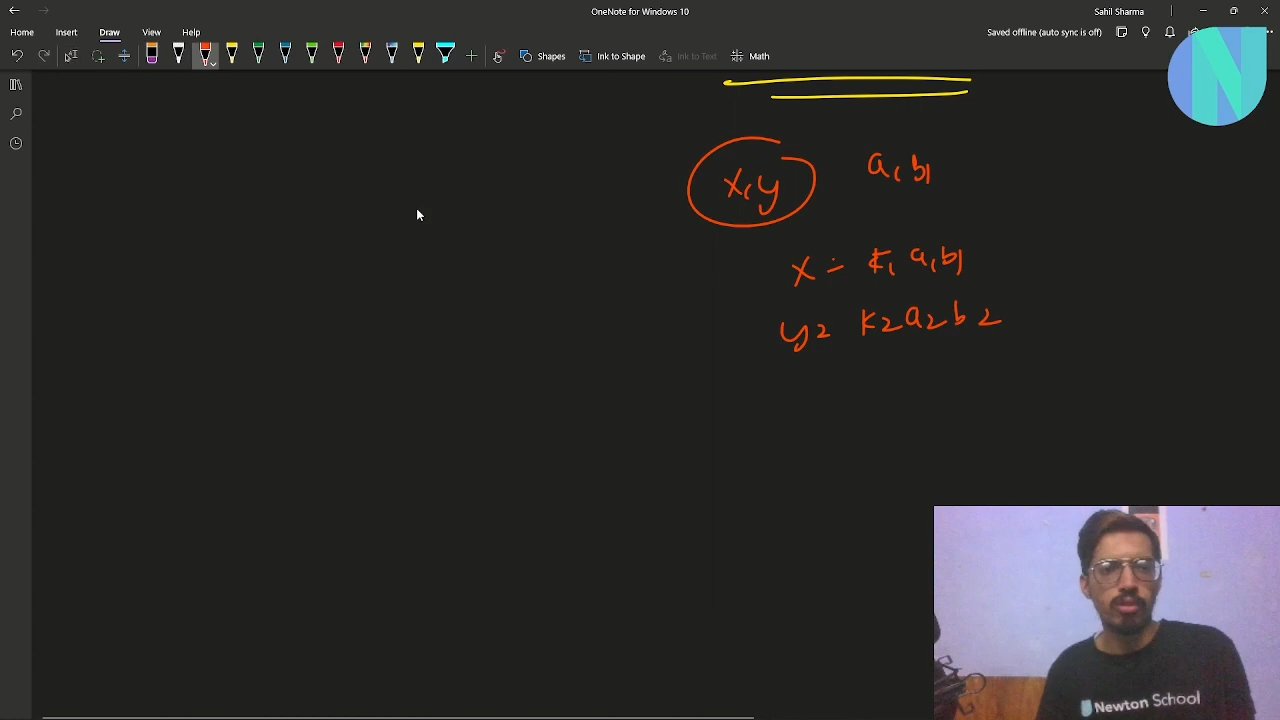 OneNote for Windows 10
Sahil Sharma
Home Insert Draw View Help
Saved offline (auto sync is off)
Shapes Ink to Shape Ink to Text Math
x, y a, b
x = k1 a1 b1
y = k2 a2 b2
Newton School